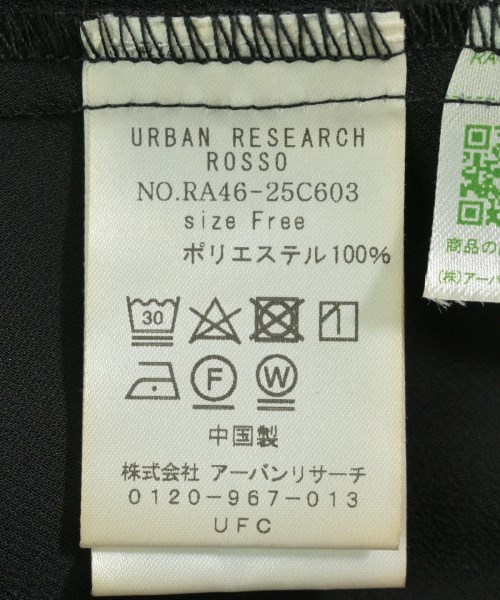 URBAN RESEARCH
ROSSO
NO.RA46-25C603
size Free
ポリエステル100%
30
F W
中国製
株式会社 アーバンリサーチ
0120-967-013
UFC
RA
商品の
(株)アーバ